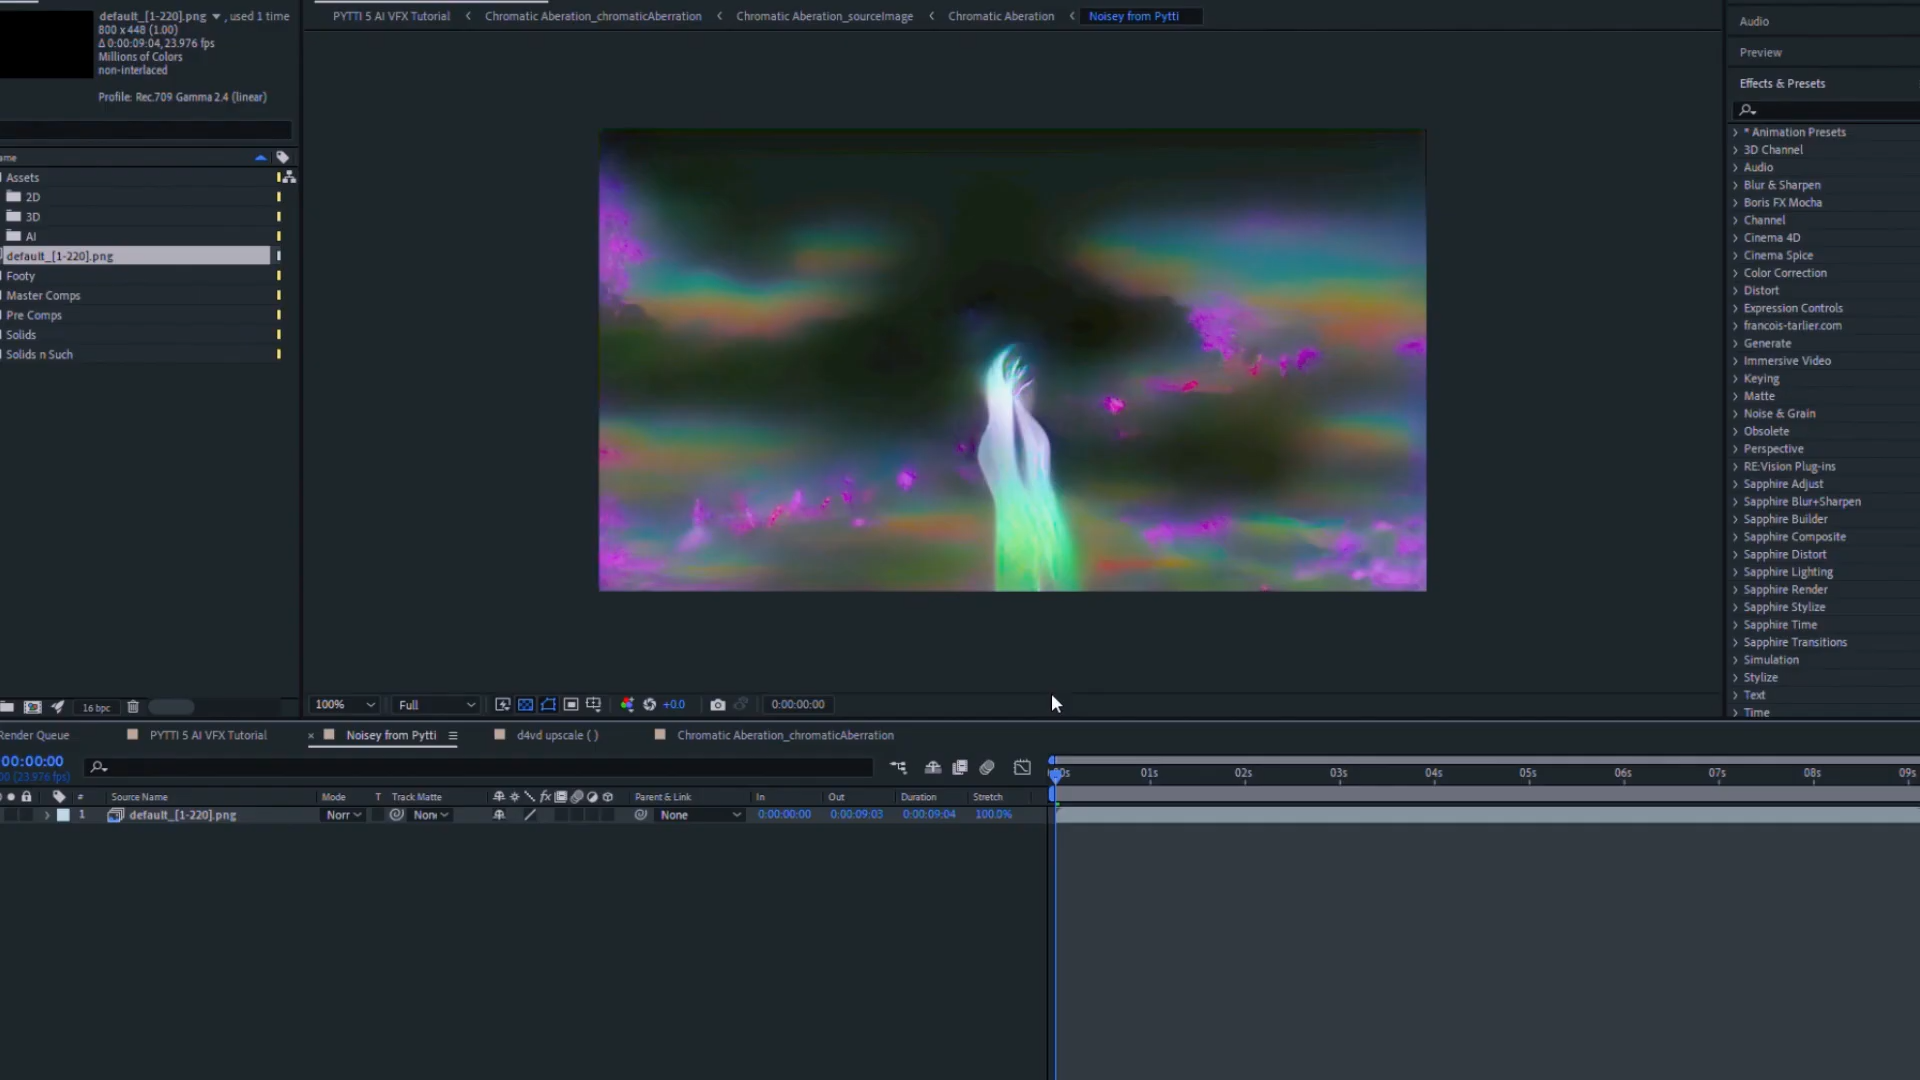 default_[1-220].png , used 1 time
800 x 448 (1.00)
Δ 0:00:09:04, 23.976 fps
Millions of Colors
non-interlaced
Profile: Rec.709 Gamma 2.4 (linear)
ame
Assets
2D
3D
AI
default_[1-220].png
Footy
Master Comps
Pre Comps
Solids
Solids n Such
16 bpc
PYTTI 5 AI VFX Tutorial
Chromatic Aberation_chromaticAberration
Chromatic Aberation_sourceImage
Chromatic Aberation
Noisey from Pytti
100%
Full
+0.0
0:00:00:00
Audio
Preview
Effects & Presets
* Animation Presets
3D Channel
Audio
Blur & Sharpen
Boris FX Mocha
Channel
Cinema 4D
Cinema Spice
Color Correction
Distort
Expression Controls
francois-tarlier.com
Generate
Immersive Video
Keying
Matte
Noise & Grain
Obsolete
Perspective
RE:Vision Plug-ins
Sapphire Adjust
Sapphire Blur+Sharpen
Sapphire Builder
Sapphire Composite
Sapphire Distort
Sapphire Lighting
Sapphire Render
Sapphire Stylize
Sapphire Time
Sapphire Transitions
Simulation
Stylize
Text
Time
Render Queue
PYTTI 5 AI VFX Tutorial
× Noisey from Pytti
d4vd upscale ( )
Chromatic Aberation_chromaticAberration
00:00:00
00 (23.976 fps)
# Source Name Mode T Track Matte fx Parent & Link In Out Duration Stretch
1 default_[1-220].png Norr Non None 0:00:00:00 0:00:09:03 0:00:09:04 100.0%
01s 02s 03s 04s 05s 06s 07s 08s 09s